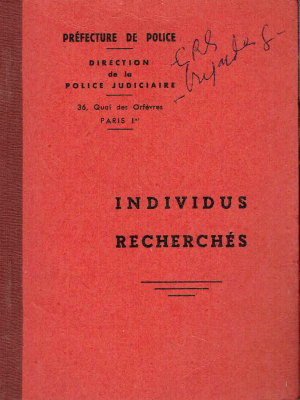 PRÉFECTURE DE POLICE
DIRECTION
de la
POLICE JUDICIAIRE
36, Quai des Orfèvres
PARIS Iᵉʳ
INDIVIDUS
RECHERCHÉS